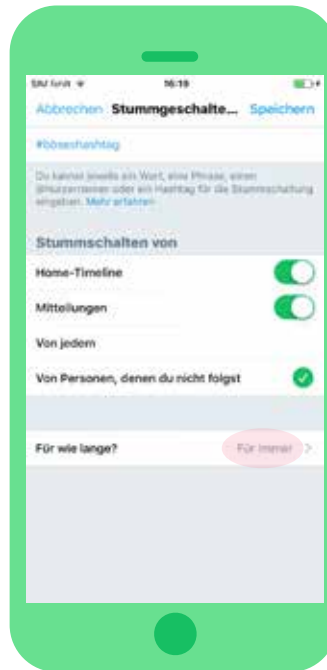 16:19
Abbrechen Stummgeschalte... Speichern
#böserhashtag
Du kannst jeweils ein Wort, eine Phrase, einen
@Nutzernamen oder ein Hashtag für die Stummschaltung
eingeben. Mehr erfahren
Stummschalten von
Home-Timeline
Mitteilungen
Von jedem
Von Personen, denen du nicht folgst
Für wie lange?
Für immer